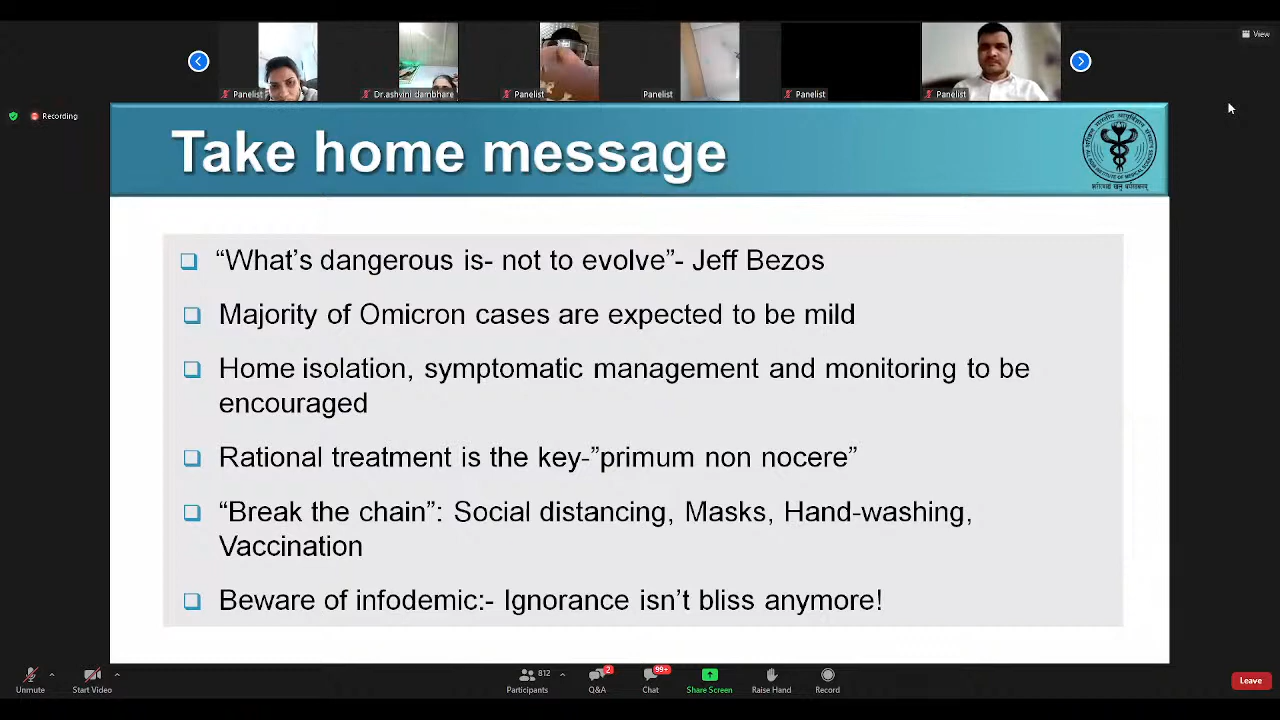 View
Panelist
Dr.ashvini dambhare
Panelist
Panelist
Panelist
Panelist
Recording
Take home message
“What’s dangerous is- not to evolve”- Jeff Bezos
Majority of Omicron cases are expected to be mild
Home isolation, symptomatic management and monitoring to be
encouraged
Rational treatment is the key-”primum non nocere”
“Break the chain”: Social distancing, Masks, Hand-washing,
Vaccination
Beware of infodemic:- Ignorance isn’t bliss anymore!
812
2
99+
Unmute
Start Video
Participants
Q&A
Chat
Share Screen
Raise Hand
Record
Leave